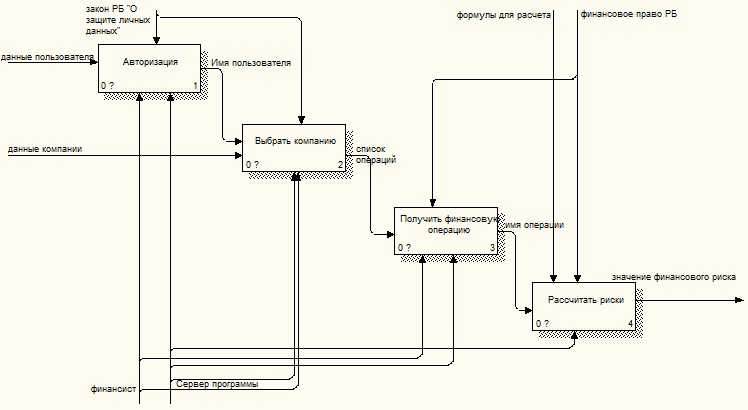 закон РБ "О
защите личных
данных"
формулы для расчета
финансовое право РБ
данные пользователя
Авторизация
0 ?
1
Имя пользователя
данные компании
Выбрать компанию
0 ?
2
список
операций
Получить финансовую
операцию
0 ?
3
имя операции
значение финансового риска
Рассчитать риски
0 ?
4
финансист
Сервер программы